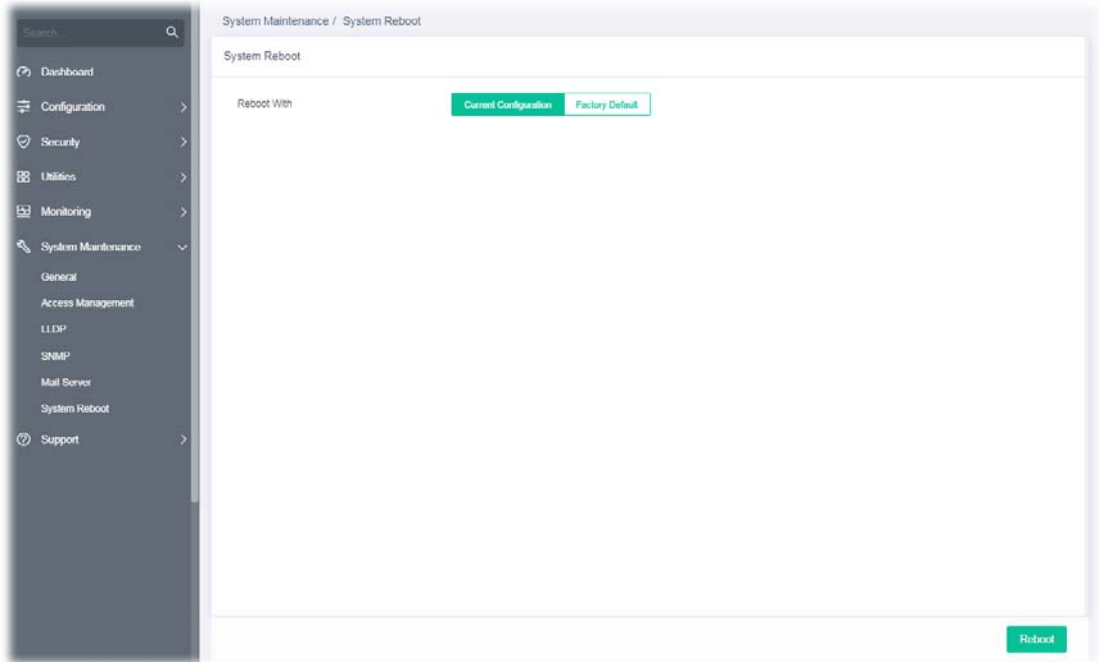 Search...
Dashboard
Configuration
Security
Utilities
Monitoring
System Maintenance
General
Access Management
LLDP
SNMP
Mail Server
System Reboot
Support
System Maintenance / System Reboot
System Reboot
Reboot With
Current Configuration
Factory Default
Reboot